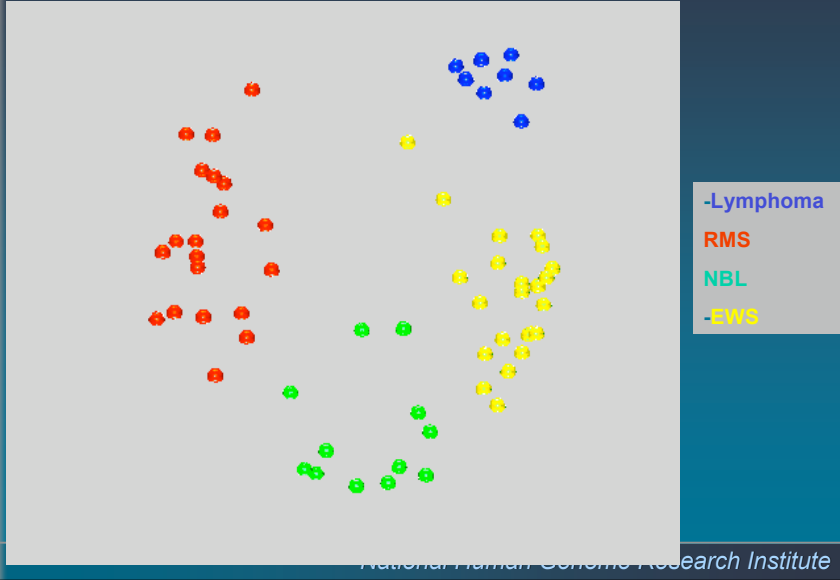 -Lymphoma
RMS
NBL
-EWS
National Human Genome Research Institute